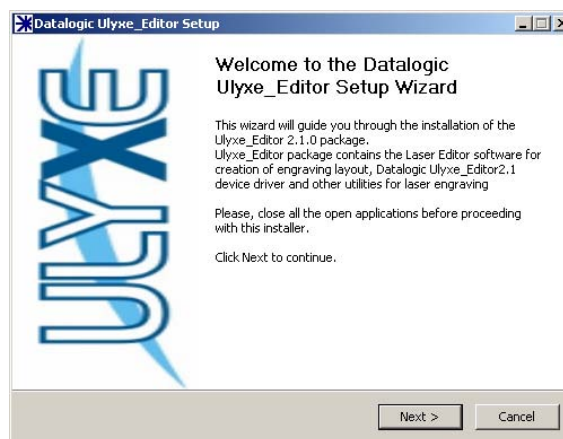 Datalogic Ulyxe_Editor Setup
ULYXE
Welcome to the Datalogic
Ulyxe_Editor Setup Wizard
This wizard will guide you through the installation of the
Ulyxe_Editor 2.1.0 package.
Ulyxe_Editor package contains the Laser Editor software for
creation of engraving layout, Datalogic Ulyxe_Editor2.1
device driver and other utilities for laser engraving
Please, close all the open applications before proceeding
with this installer.
Click Next to continue.
Next >
Cancel